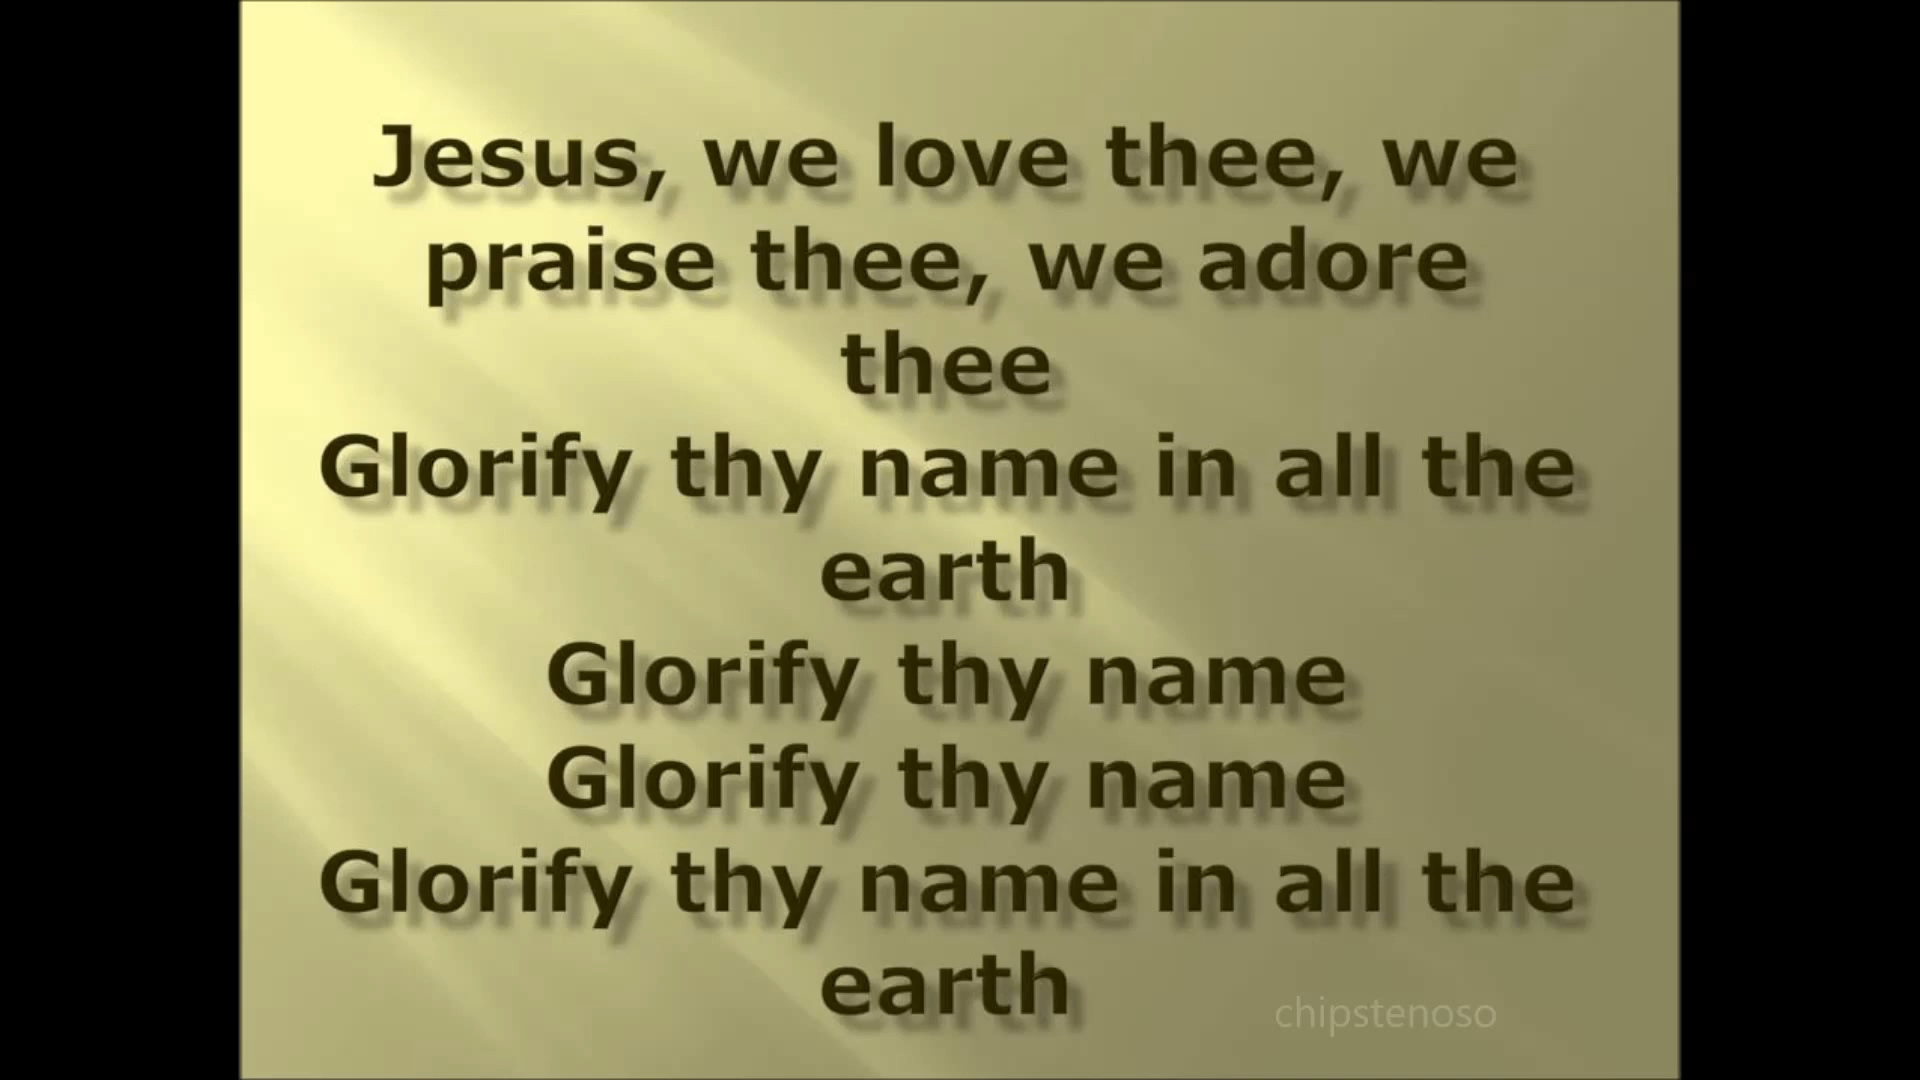 Jesus, we love thee, we
praise thee, we adore
thee
Glorify thy name in all the
earth
Glorify thy name
Glorify thy name
Glorify thy name in all the
earth
chipstenoso